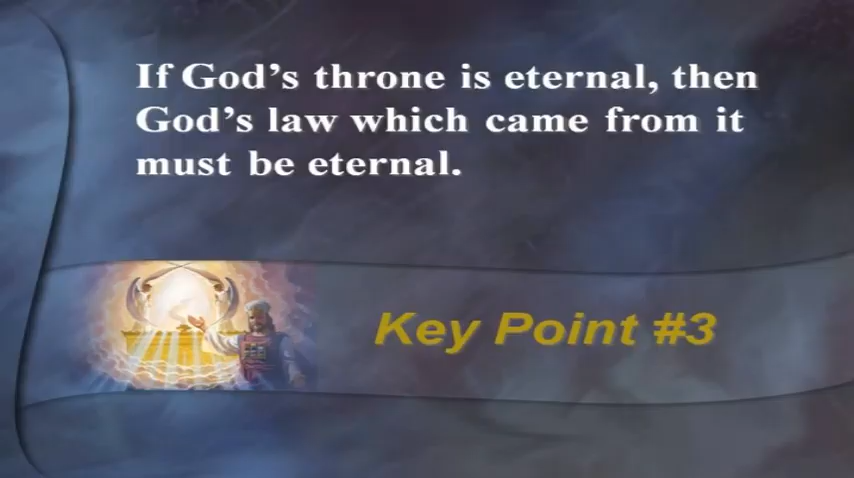 If God's throne is eternal, then
God's law which came from it
must be eternal.
Key Point #3